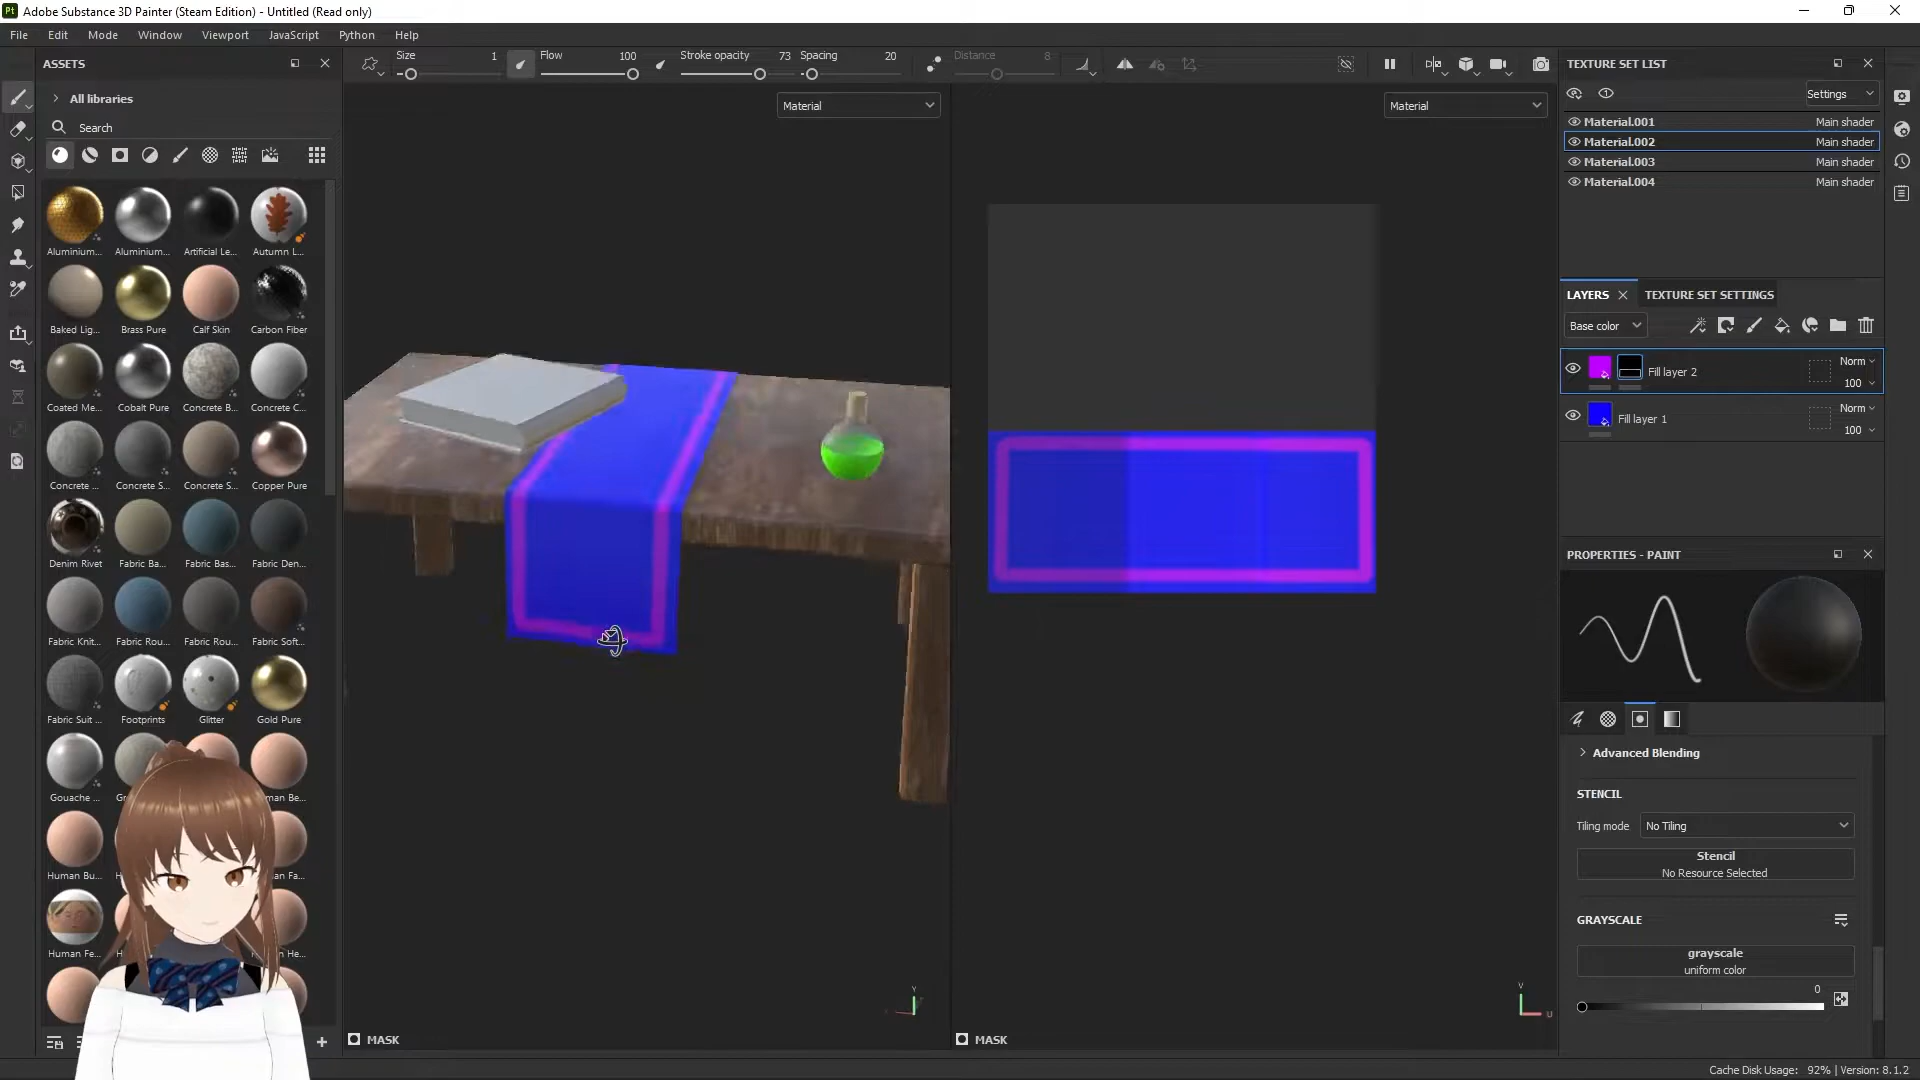 Pt Adobe Substance 3D Painter (Steam Edition) - Untitled (Read only)
File Edit Mode Window Viewport JavaScript Python Help
ASSETS
Size 1 Flow 100 Stroke opacity 73 Spacing 20 Distance 8
TEXTURE SET LIST
Settings
All libraries
Search
Material
Material
Material.001 Main shader
Material.002 Main shader
Material.003 Main shader
Material.004 Main shader
Aluminium... Aluminium... Artificial Le... Autumn L...
Baked Lig... Brass Pure Calf Skin Carbon Fiber
Coated Me... Cobalt Pure Concrete B... Concrete C...
Concrete ... Concrete S... Concrete S... Copper Pure
Denim Rivet Fabric Ba... Fabric Bas... Fabric Den...
Fabric Knit... Fabric Rou... Fabric Rou... Fabric Soft...
Fabric Suit ... Footprints Glitter Gold Pure
Gouache ... Gr man Be...
Human Bu... an Fa...
Human Fe... n He...
LAYERS TEXTURE SET SETTINGS
Base color
Fill layer 2 Norm 100
Fill layer 1 Norm 100
PROPERTIES - PAINT
Advanced Blending
STENCIL
Tiling mode No Tiling
Stencil
No Resource Selected
GRAYSCALE
grayscale
uniform color
0
Y
V
U
MASK
MASK
Cache Disk Usage: 92% | Version: 8.1.2